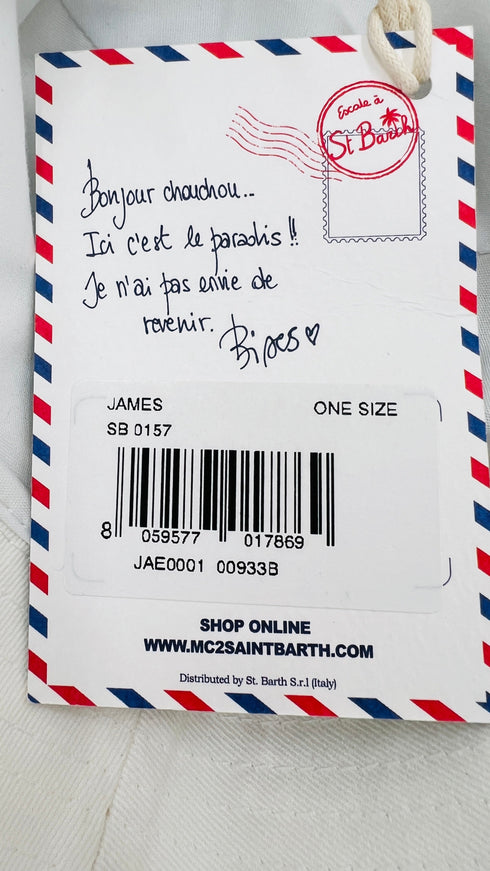 Escale à
St Barth
Bonjour chouchou...
Ici c'est le paradis !!
Je n'ai pas envie de
revenir. Bises
JAMES ONE SIZE
SB 0157
8 059577 017869
JAE0001 00933B
SHOP ONLINE
WWW.MC2SAINTBARTH.COM
Distributed by St. Barth S.r.l (Italy)